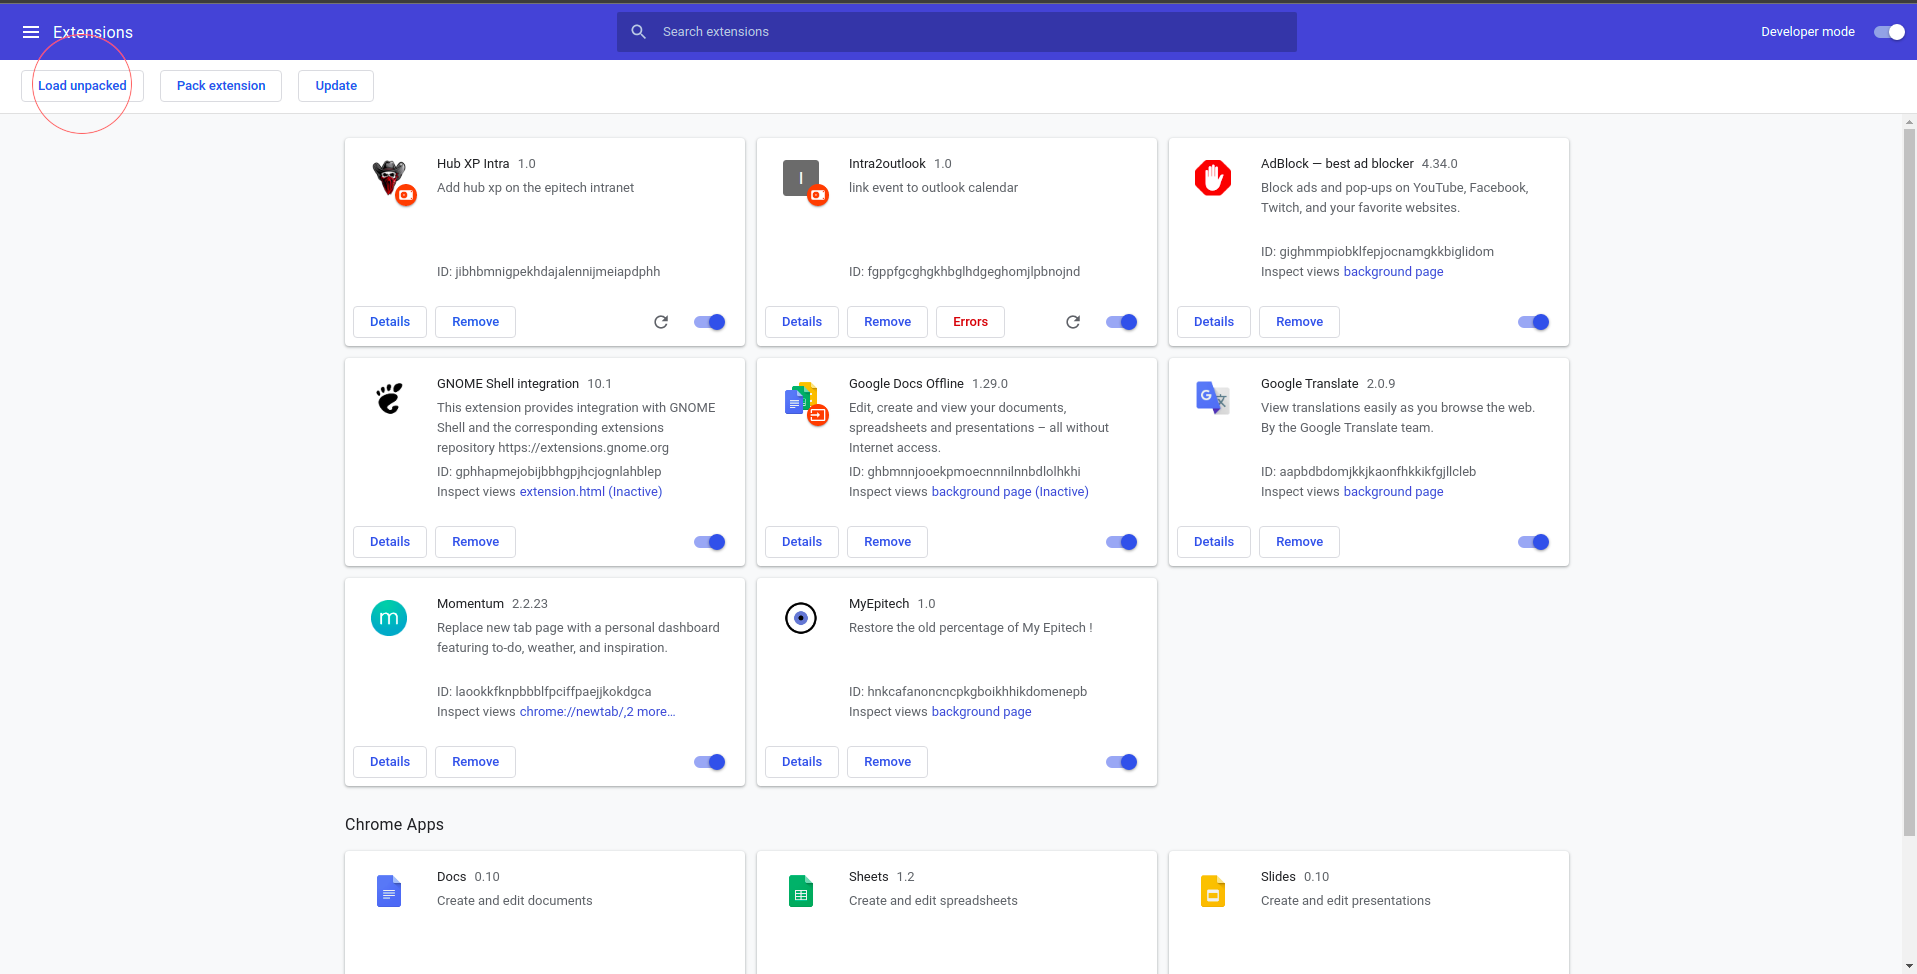 Extensions
Search extensions
Developer mode
Load unpacked
Pack extension
Update
Hub XP Intra 1.0
Add hub xp on the epitech intranet
ID: jibhbmnigpekhdajalennijmeiapdphh
Details
Remove
I
Intra2outlook 1.0
link event to outlook calendar
ID: fgppfgcghgkhbglhdgeghomjlpbnojnd
Details
Remove
Errors
AdBlock — best ad blocker 4.34.0
Block ads and pop-ups on YouTube, Facebook,
Twitch, and your favorite websites.
ID: gighmmpiobklfepjocnamgkkbiglidom
Inspect views background page
Details
Remove
GNOME Shell integration 10.1
This extension provides integration with GNOME
Shell and the corresponding extensions
repository https://extensions.gnome.org
ID: gphhapmejobijbbhgpjhcjognlahblep
Inspect views extension.html (Inactive)
Details
Remove
Google Docs Offline 1.29.0
Edit, create and view your documents,
spreadsheets and presentations – all without
Internet access.
ID: ghbmnnjooekpmoecnnnilnnbdlolhkhi
Inspect views background page (Inactive)
Details
Remove
G
文
Google Translate 2.0.9
View translations easily as you browse the web.
By the Google Translate team.
ID: aapbdbdomjkkjkaonfhkkikfgjllcleb
Inspect views background page
Details
Remove
m
Momentum 2.2.23
Replace new tab page with a personal dashboard
featuring to-do, weather, and inspiration.
ID: laookkfknpbbblfpciffpaejjkokdgca
Inspect views chrome://newtab/,2 more…
Details
Remove
MyEpitech 1.0
Restore the old percentage of My Epitech !
ID: hnkcafanoncncpkgboikhhikdomenepb
Inspect views background page
Details
Remove
Chrome Apps
Docs 0.10
Create and edit documents
Sheets 1.2
Create and edit spreadsheets
Slides 0.10
Create and edit presentations